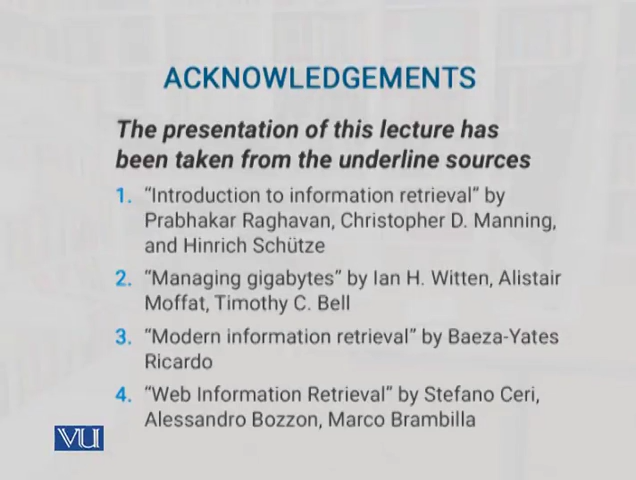 ACKNOWLEDGEMENTS
The presentation of this lecture has
been taken from the underline sources
1. “Introduction to information retrieval” by
Prabhakar Raghavan, Christopher D. Manning,
and Hinrich Schütze
2. “Managing gigabytes” by Ian H. Witten, Alistair
Moffat, Timothy C. Bell
3. “Modern information retrieval” by Baeza-Yates
Ricardo
4. “Web Information Retrieval” by Stefano Ceri,
Alessandro Bozzon, Marco Brambilla
VU